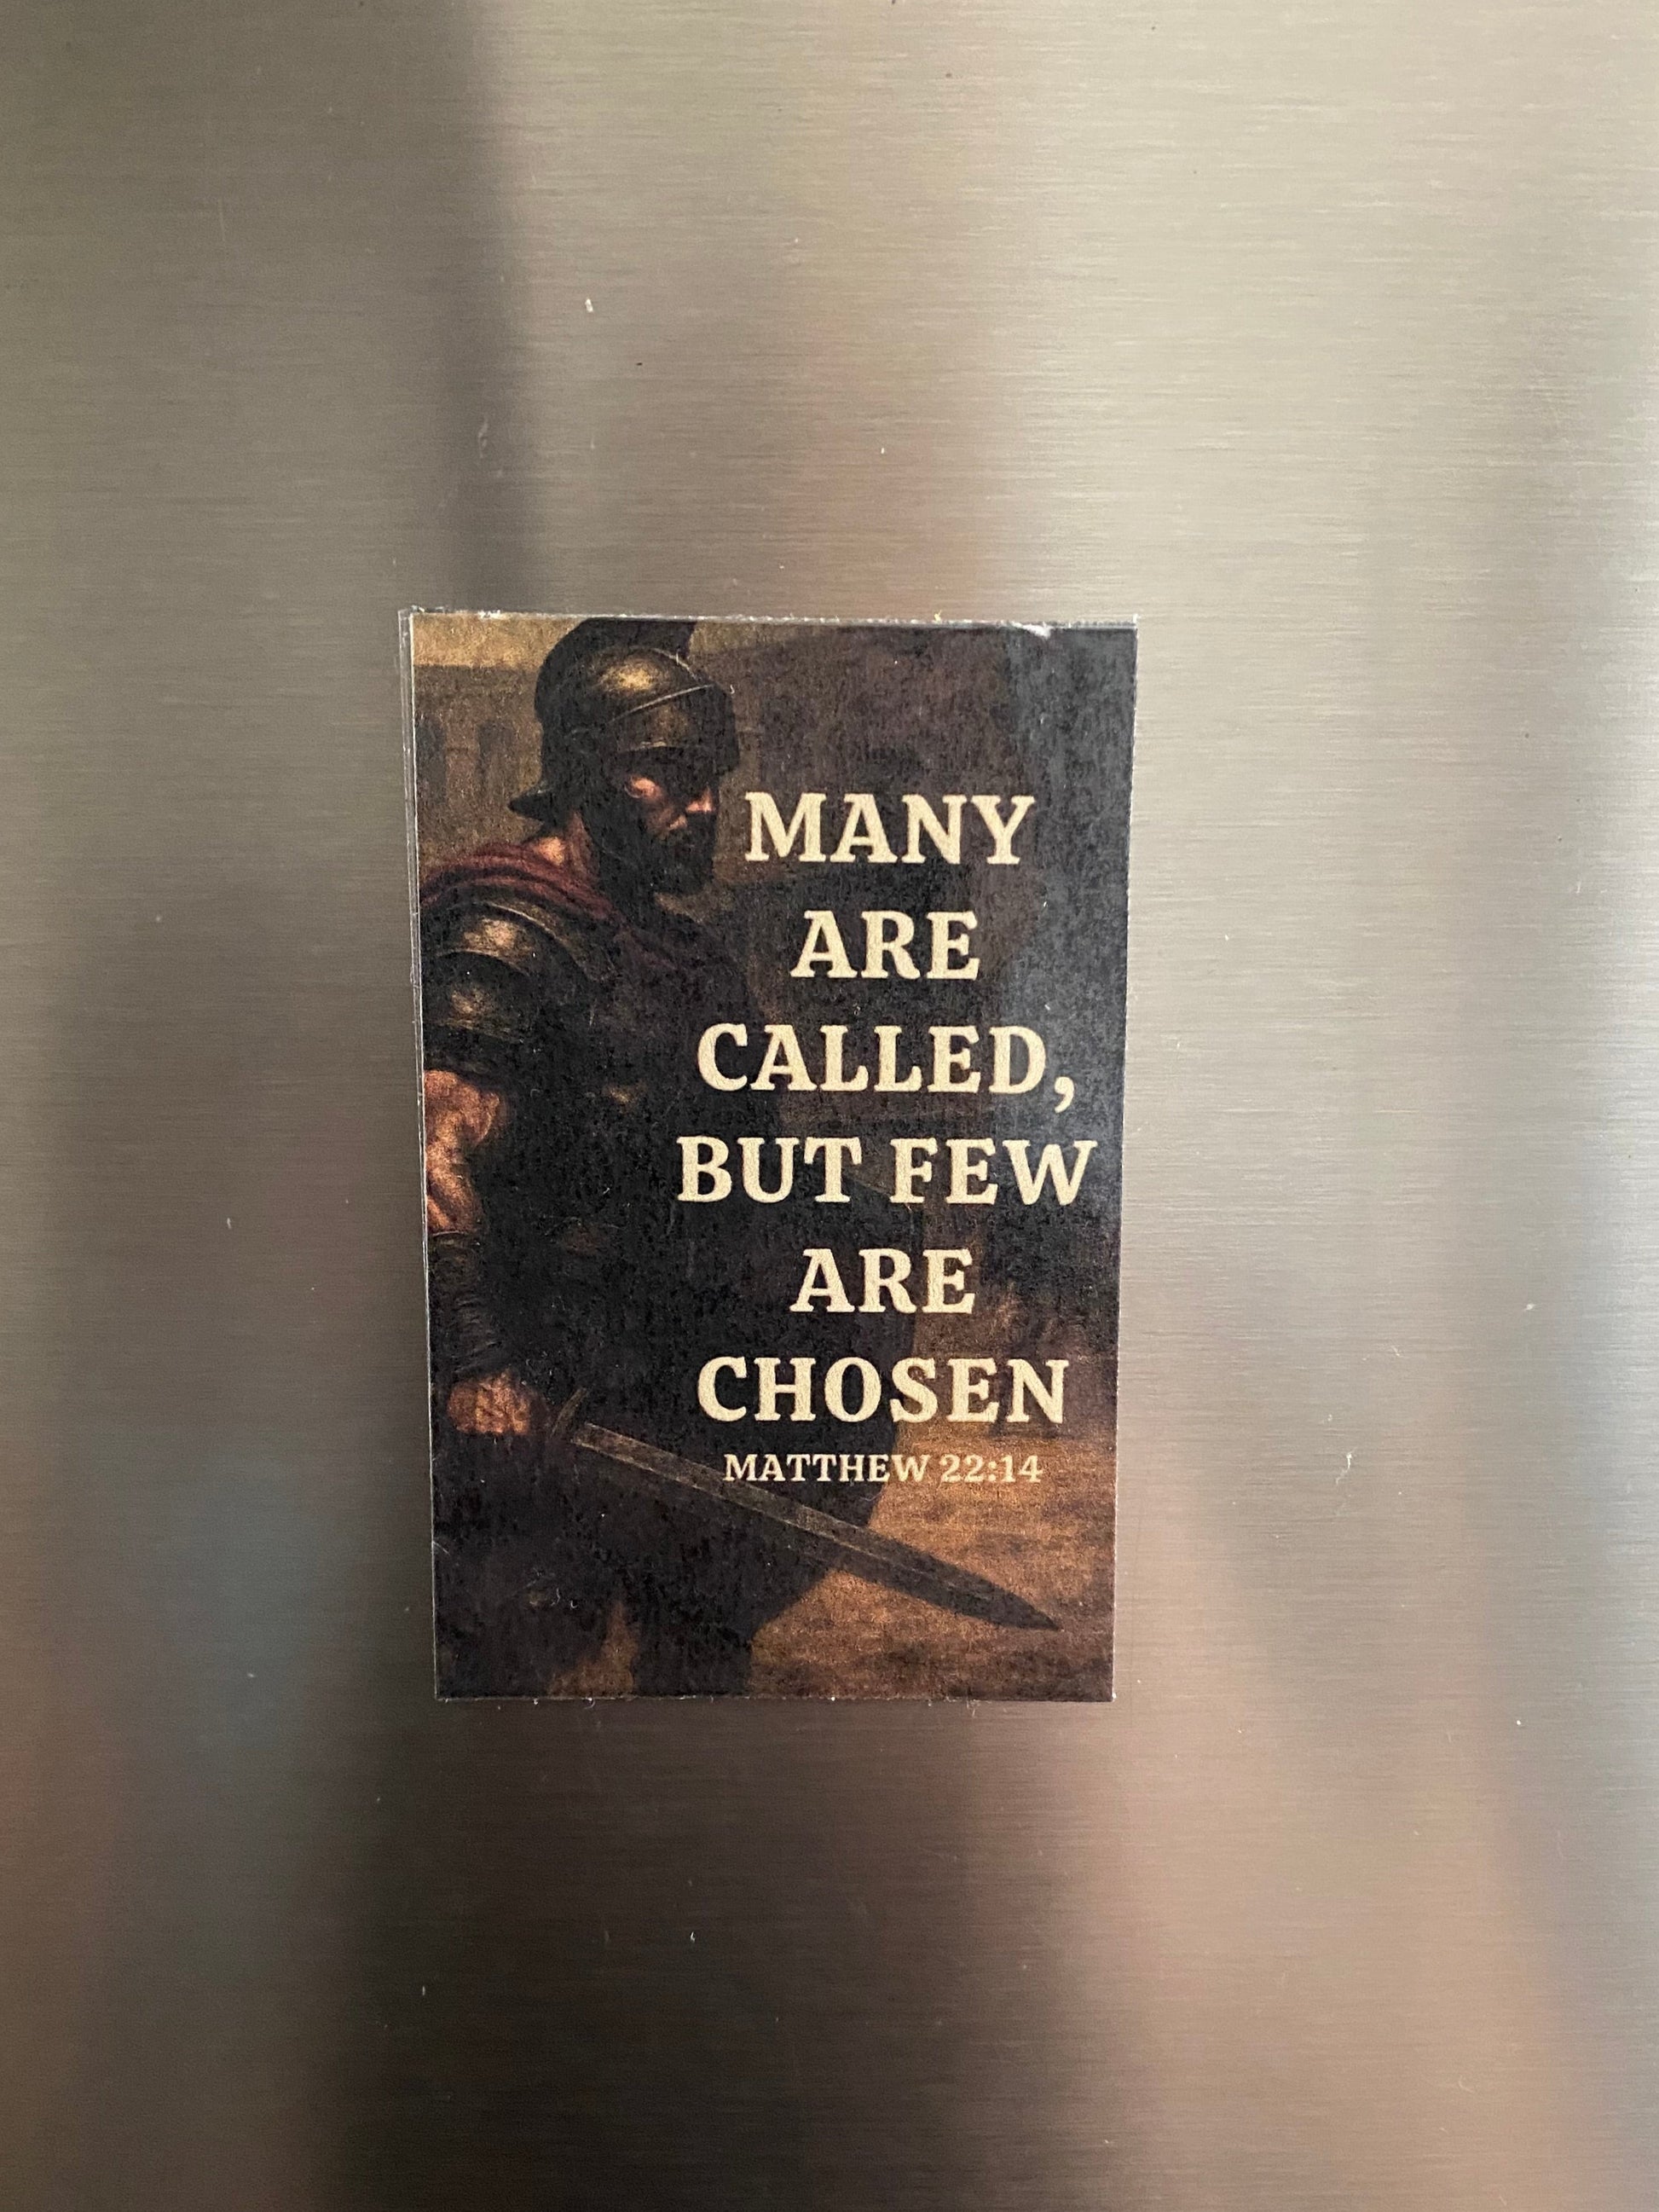 MANY
ARE
CALLED,
BUT FEW
ARE
CHOSEN
MATTHEW 22:14